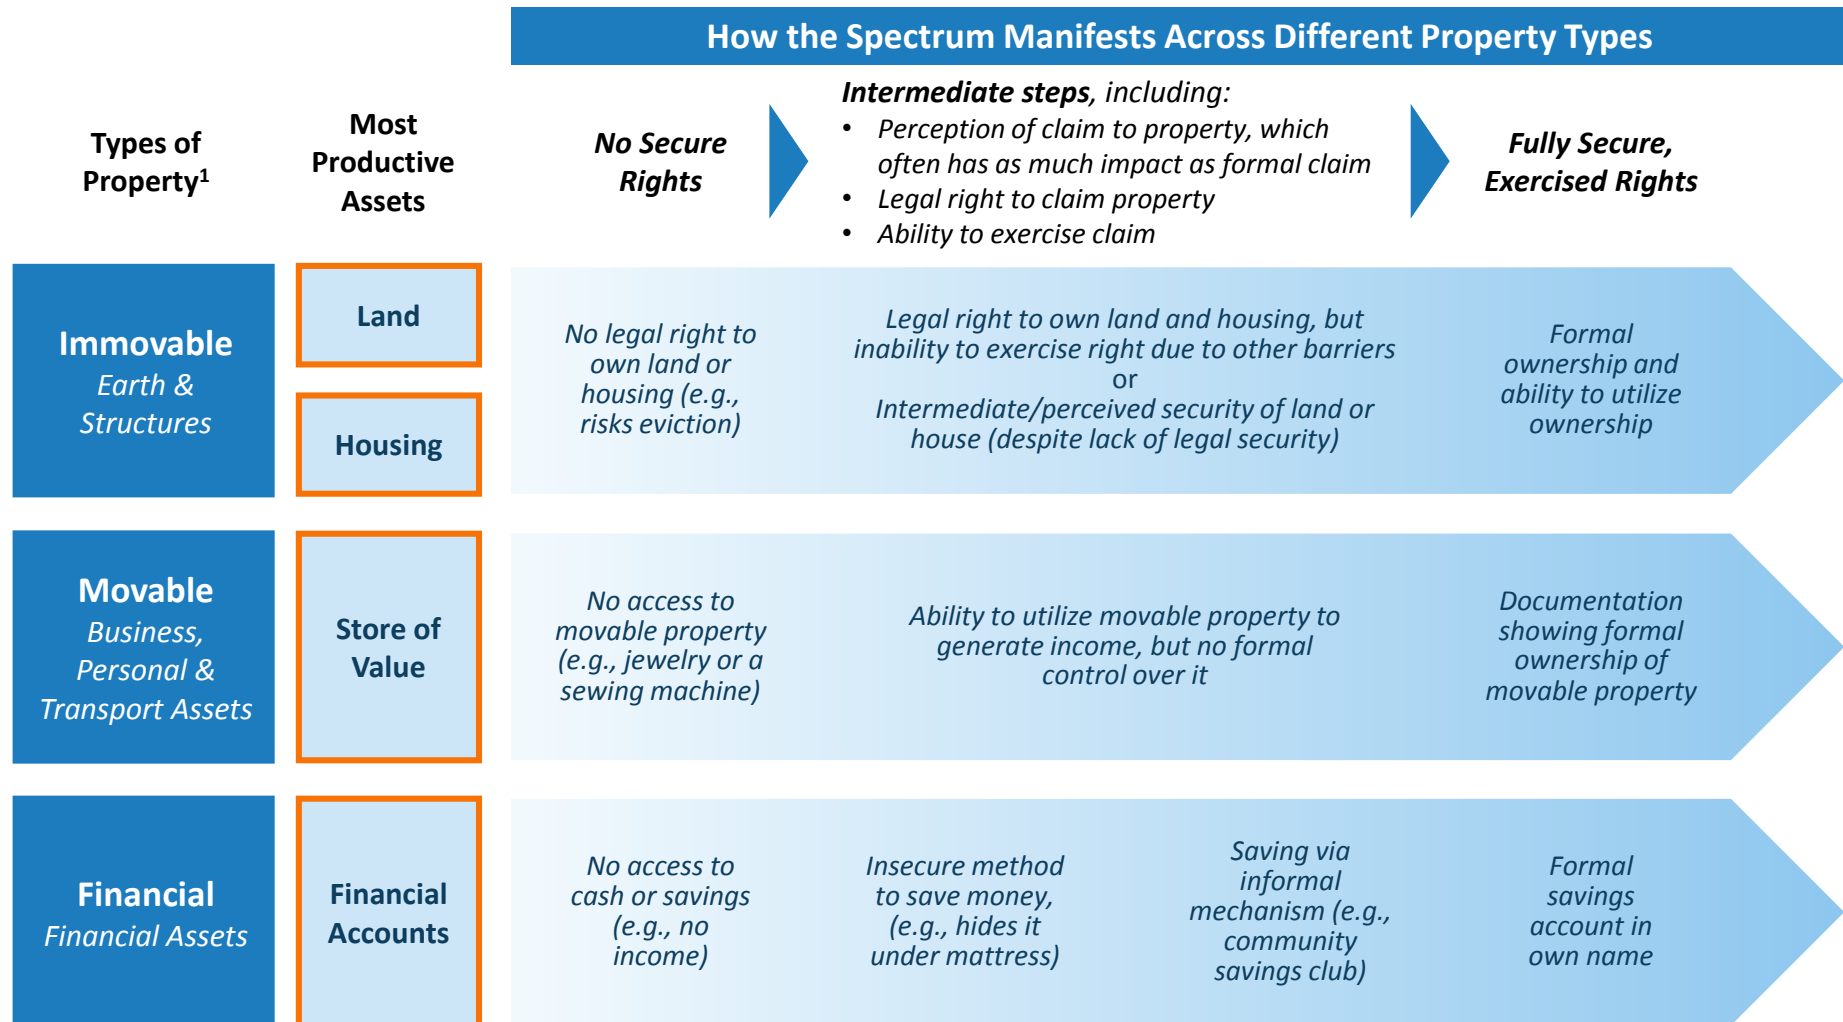 How the Spectrum Manifests Across Different Property Types
Types of
Property1
Most
Productive
Assets
No Secure
Rights
Intermediate steps, including:
• Perception of claim to property, which
often has as much impact as formal claim
• Legal right to claim property
• Ability to exercise claim
Fully Secure,
Exercised Rights
Immovable
Earth &
Structures
Land
Housing
No legal right to
own land or
housing (e.g.,
risks eviction)
Legal right to own land and housing, but
inability to exercise right due to other barriers
or
Intermediate/perceived security of land or
house (despite lack of legal security)
Formal
ownership and
ability to utilize
ownership
Movable
Business,
Personal &
Transport Assets
Store of
Value
No access to
movable property
(e.g., jewelry or a
sewing machine)
Ability to utilize movable property to
generate income, but no formal
control over it
Documentation
showing formal
ownership of
movable property
Financial
Financial Assets
Financial
Accounts
No access to
cash or savings
(e.g., no
income)
Insecure method
to save money,
(e.g., hides it
under mattress)
Saving via
informal
mechanism (e.g.,
community
savings club)
Formal
savings
account in
own name